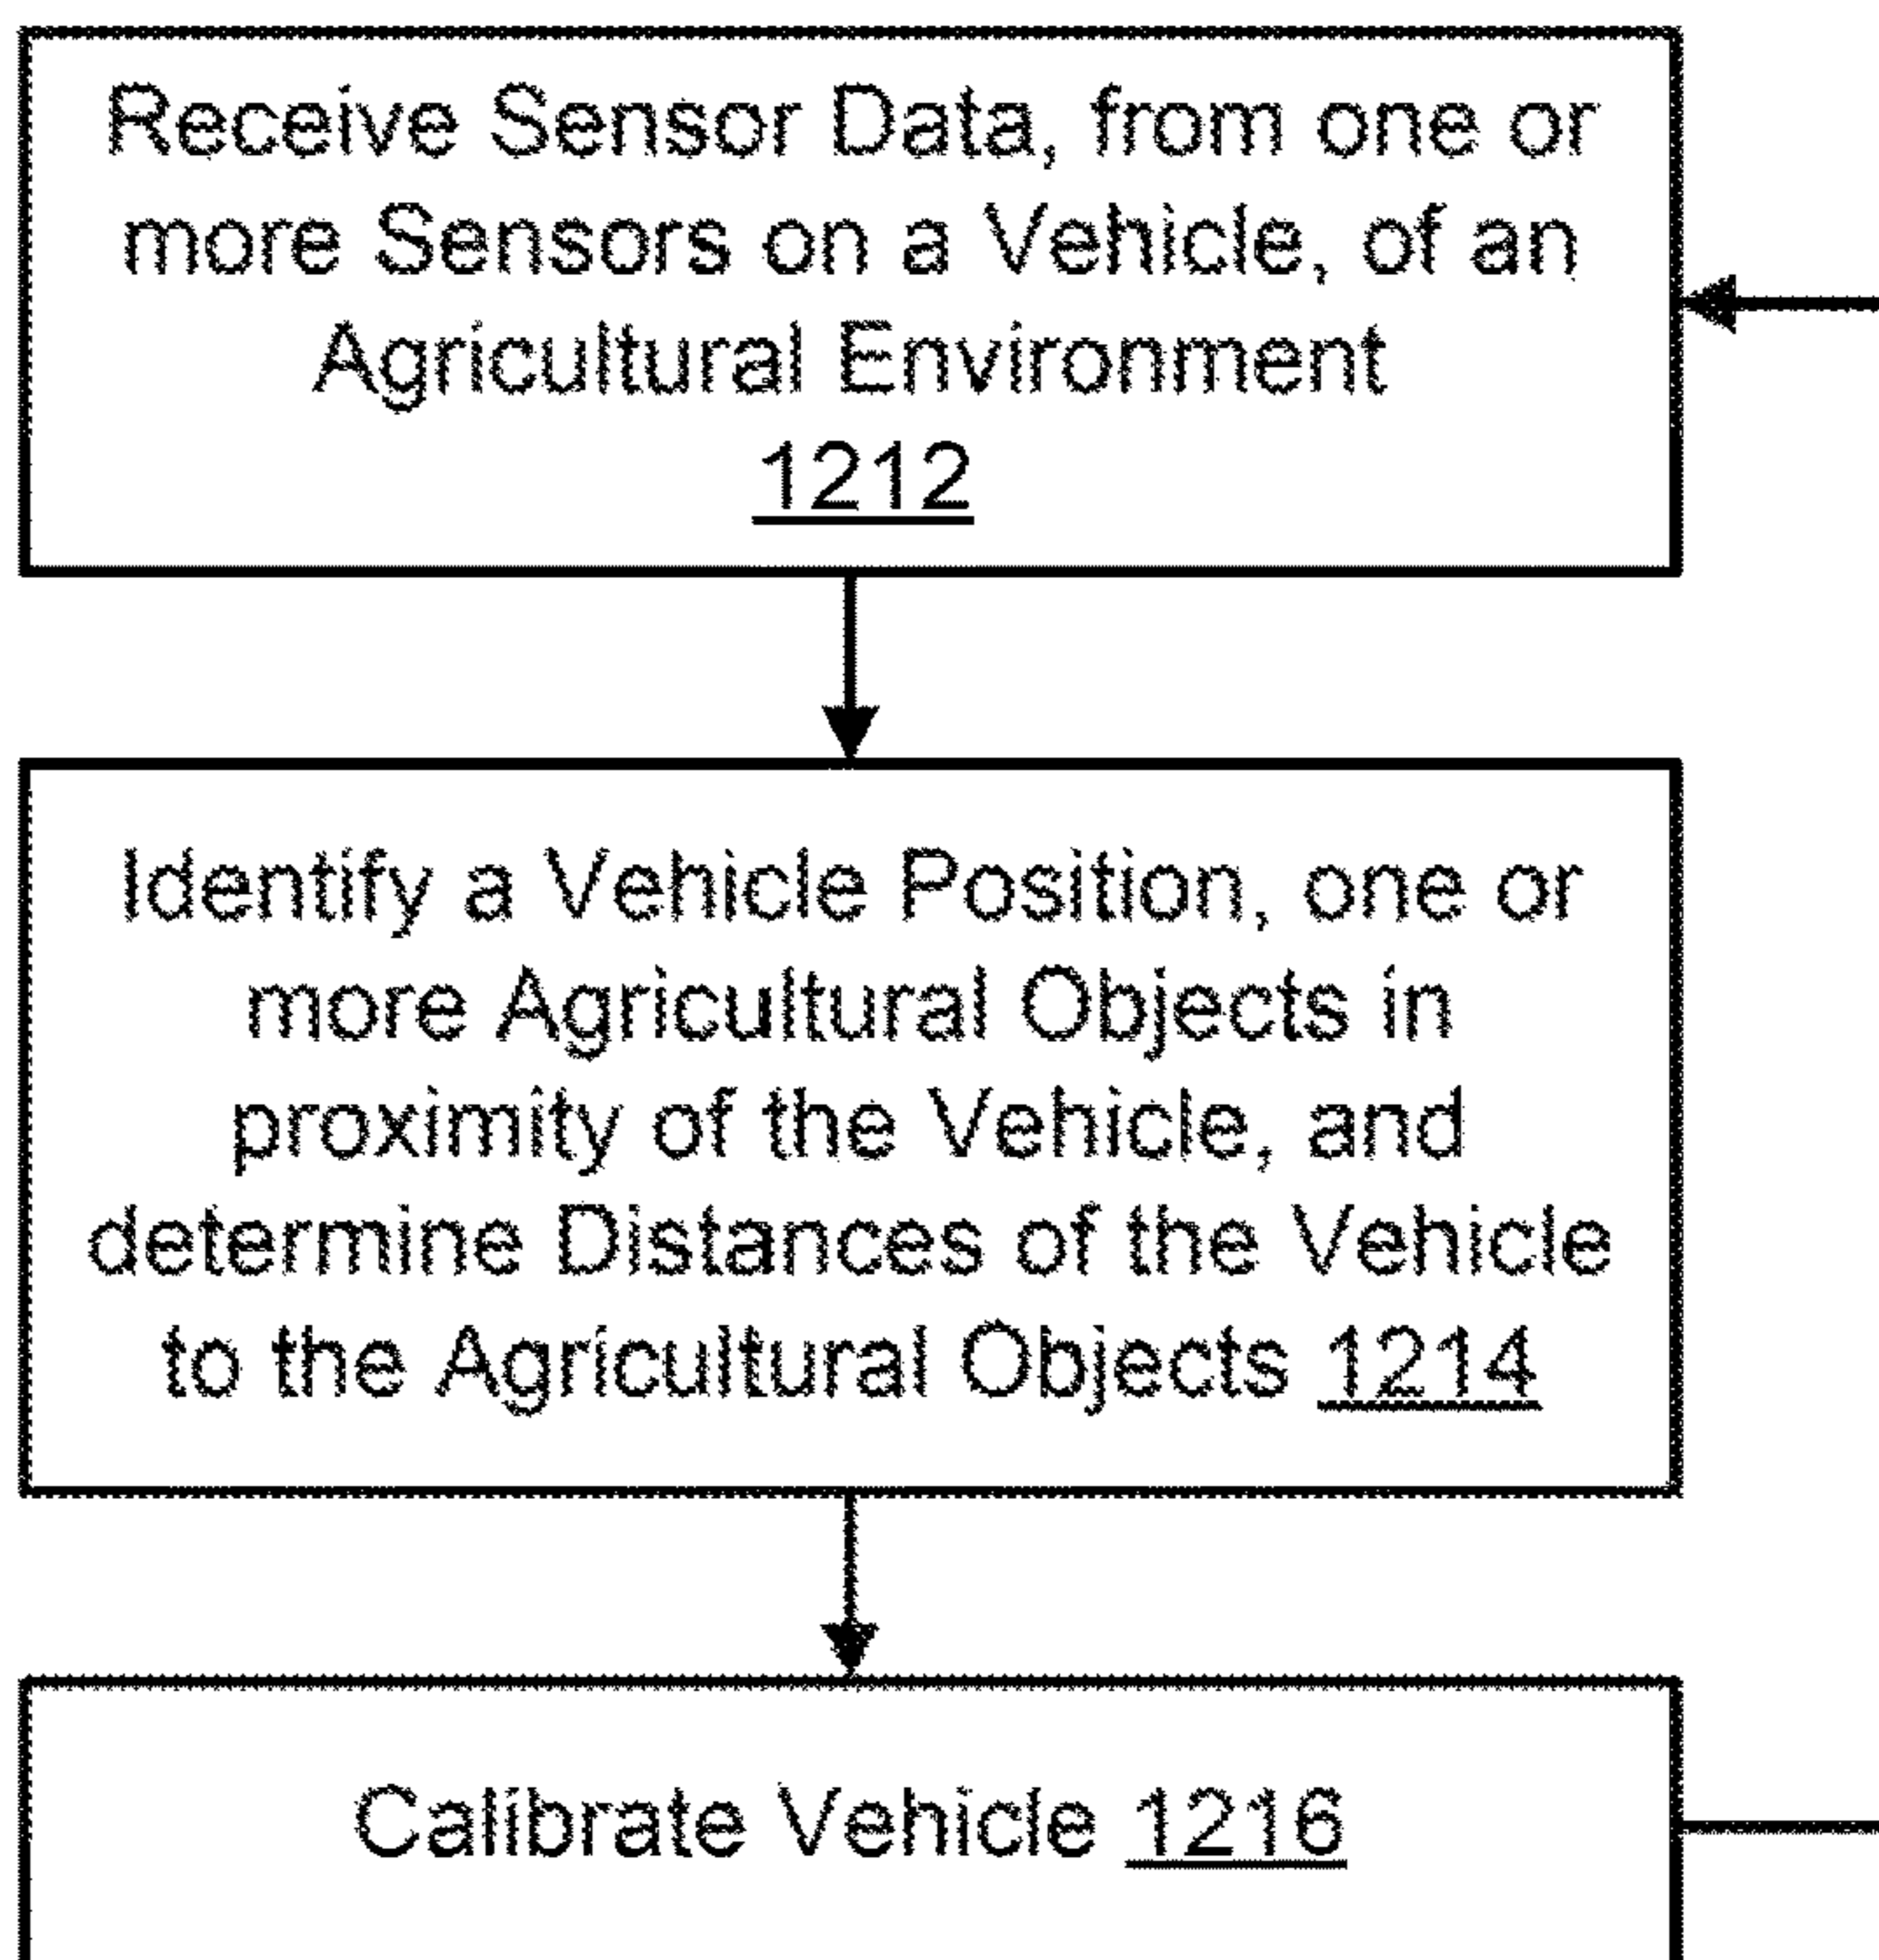 Receive Sensor Data, from one or
more Sensors on a Vehicle, of an
Agricultural Environment
1212
Identify a Vehicle Position, one or
more Agricultural Objects in
proximity of the Vehicle, and
determine Distances of the Vehicle
to the Agricultural Objects 1214
Calibrate Vehicle 1216